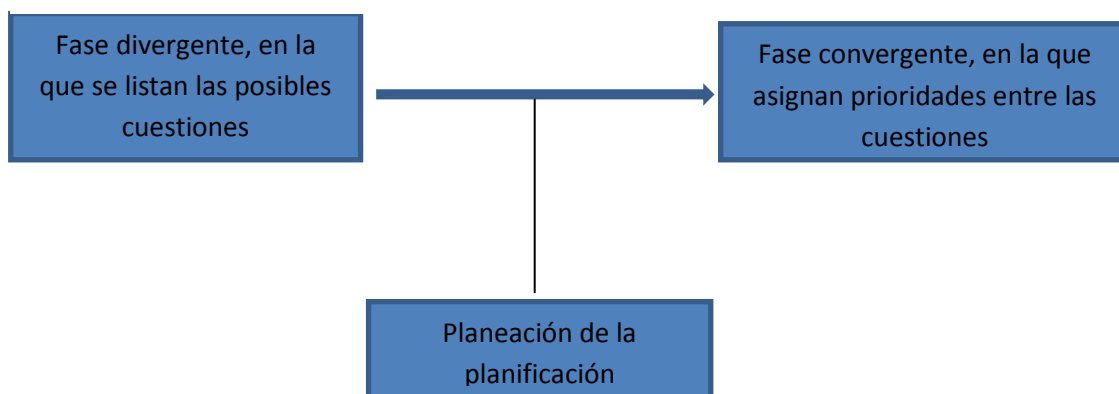 Fase divergente, en la
que se listan las posibles
cuestiones
Fase convergente, en la que
asignan prioridades entre las
cuestiones
Planeación de la
planificación